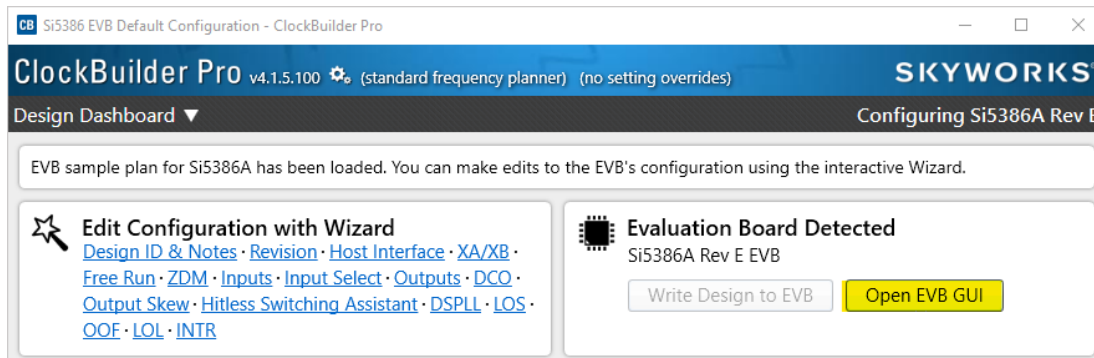 CB Si5386 EVB Default Configuration - ClockBuilder Pro
ClockBuilder Pro v4.1.5.100 (standard frequency planner) (no setting overrides) SKYWORKS®
Design Dashboard ▼ Configuring Si5386A Rev E
EVB sample plan for Si5386A has been loaded. You can make edits to the EVB's configuration using the interactive Wizard.
Edit Configuration with Wizard
Design ID & Notes · Revision · Host Interface · XA/XB ·
Free Run · ZDM · Inputs · Input Select · Outputs · DCO ·
Output Skew · Hitless Switching Assistant · DSPLL · LOS ·
OOF · LOL · INTR
Evaluation Board Detected
Si5386A Rev E EVB
Write Design to EVB Open EVB GUI